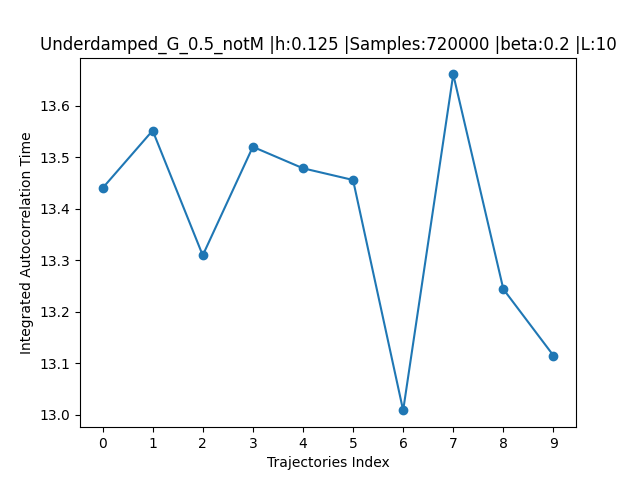 Underdamped_G_0.5_notM |h:0.125 |Samples:720000 |beta:0.2 |L:10
Integrated Autocorrelation Time
13.6
13.5
13.4
13.3
13.2
13.1
13.0
0 1 2 3 4 5 6 7 8 9
Trajectories Index